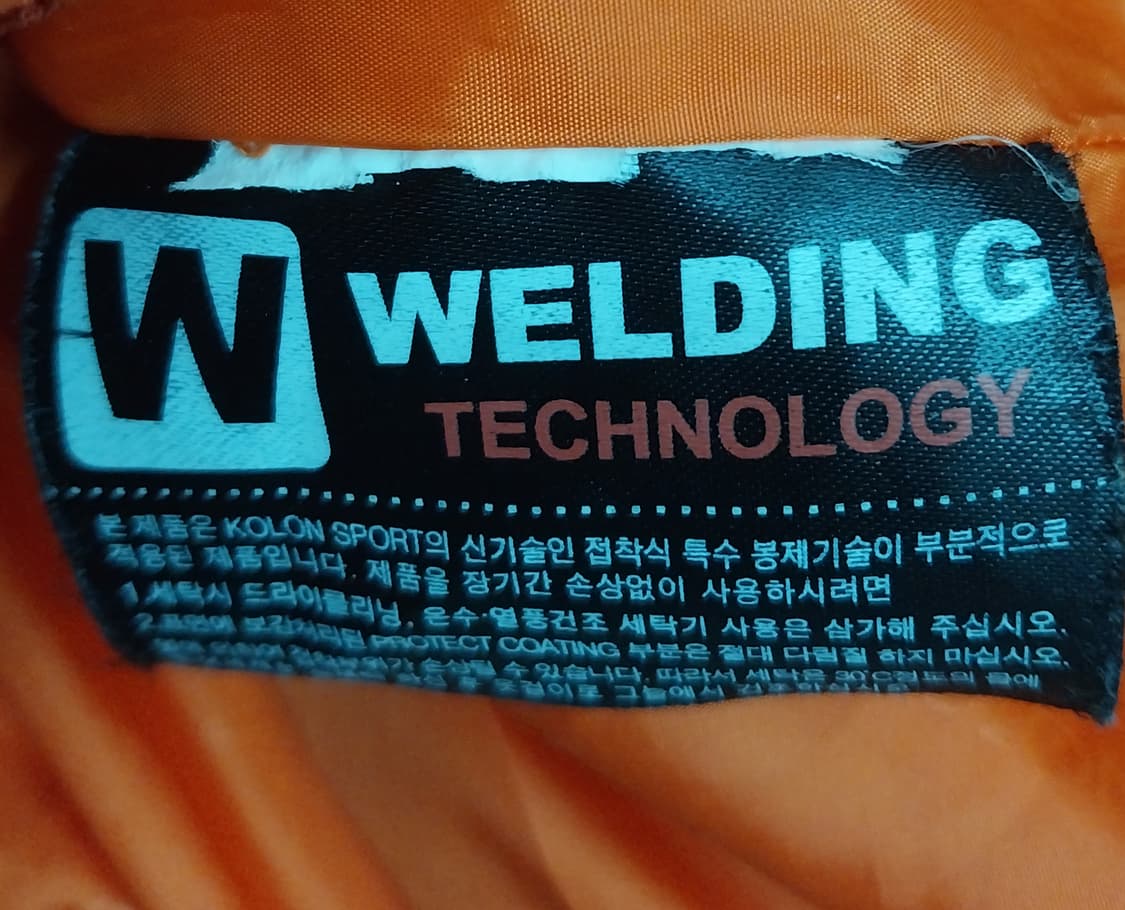 W
WELDING
TECHNOLOGY
본 제품은 KOLON SPORT의 신기술인 접착식 특수 봉제기술이 부분적으로
적용된 제품입니다. 제품을 장기간 손상없이 사용하시려면
1.세탁시 드라이클리닝, 온수·열풍건조 세탁기 사용은 삼가해 주십시오.
2.표면에 PROTECT COATING 부분은 절대 다림질 하지 마십시오.
손상될 수 있습니다. 따라서 세탁은 30℃정도의 물에